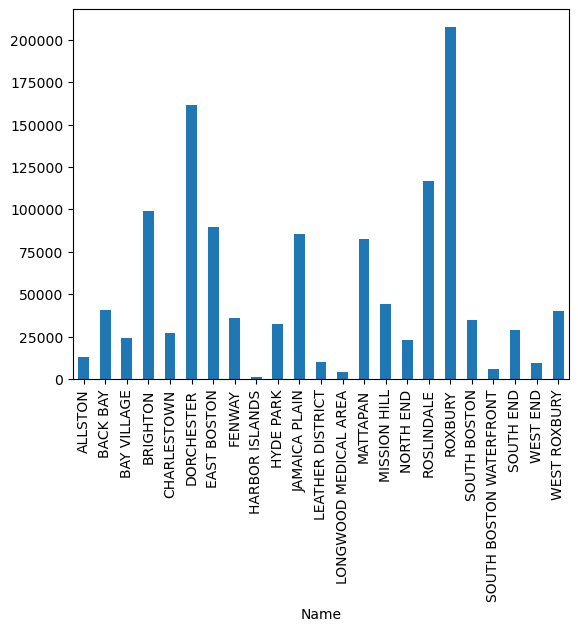 200000
175000
150000
125000
100000
75000
50000
25000
0
ALLSTON
BACK BAY
BAY VILLAGE
BRIGHTON
CHARLESTOWN
DORCHESTER
EAST BOSTON
FENWAY
HARBOR ISLANDS
HYDE PARK
JAMAICA PLAIN
LEATHER DISTRICT
LONGWOOD MEDICAL AREA
MATTAPAN
MISSION HILL
NORTH END
ROSLINDALE
ROXBURY
SOUTH BOSTON
SOUTH BOSTON WATERFRONT
SOUTH END
WEST END
WEST ROXBURY
Name